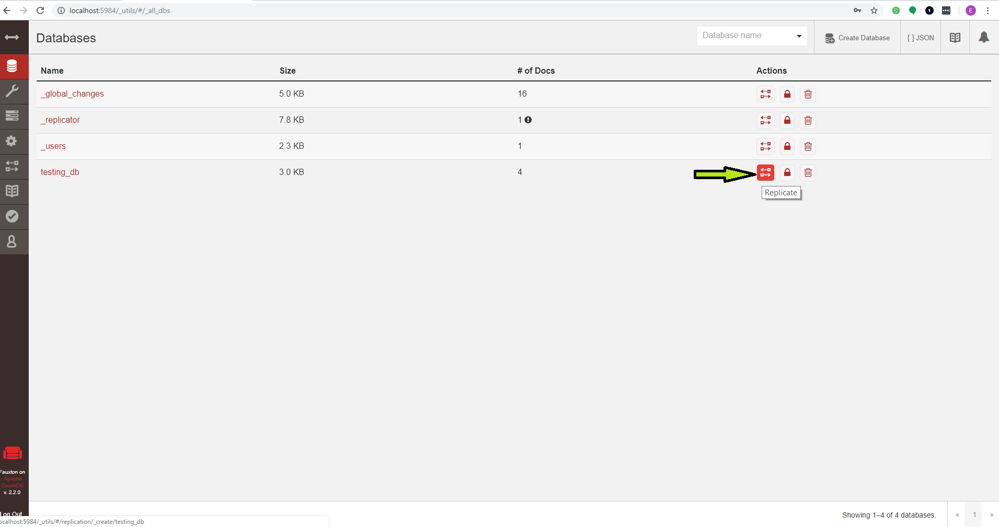 localhost:5984/_utils/#/_all_dbs
S
1
E
Databases
Database name
Create Database
{ } JSON
Name Size # of Docs Actions
_global_changes 5.0 KB 16
_replicator 7.8 KB 1
_users 2.3 KB 1
testing_db 3.0 KB 4
Replicate
Fauxton on
Apache
CouchDB
v. 2.2.0
Log Out
ocalhost:5984/_utils/#/replication/_create/testing_db
Showing 1–4 of 4 databases.
« 1 »